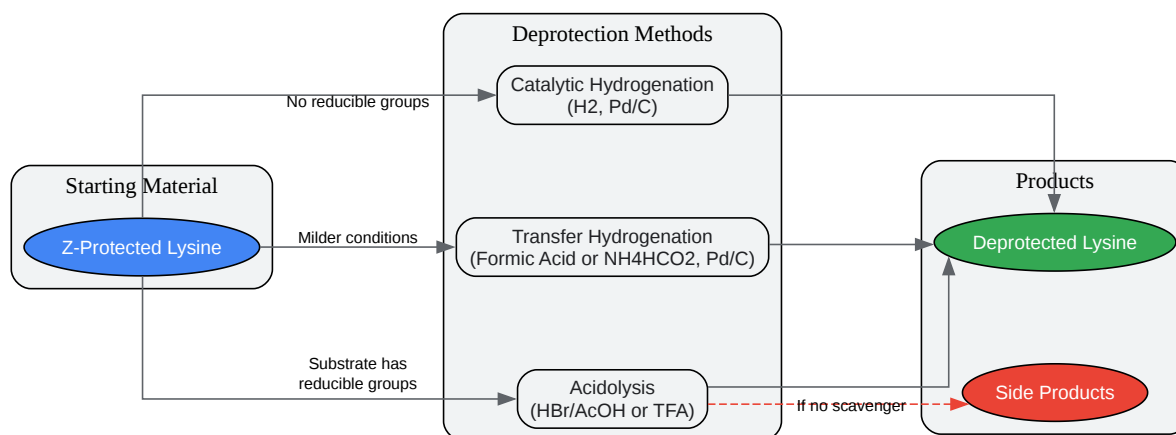 Deprotection Methods
Catalytic Hydrogenation
(H2, Pd/C)
No reducible groups
Starting Material
Products
Z-Protected Lysine
Milder conditions
Transfer Hydrogenation
(Formic Acid or NH4HCO2, Pd/C)
Deprotected Lysine
Substrate has
reducible groups
Acidolysis
(HBr/AcOH or TFA)
If no scavenger
Side Products